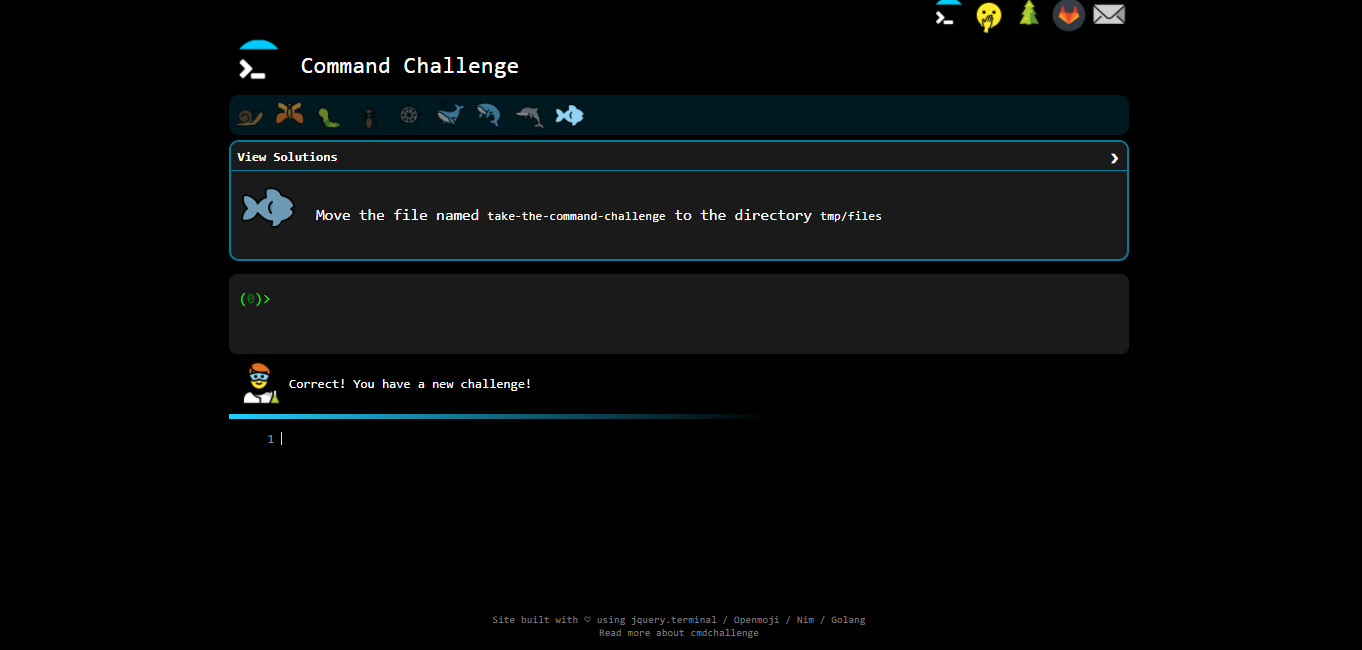 Command Challenge
View Solutions ❯
Move the file named take-the-command-challenge to the directory tmp/files
(0)>
Correct! You have a new challenge!
1
Site built with ♡ using jquery.terminal / Openmoji / Nim / Golang
Read more about cmdchallenge